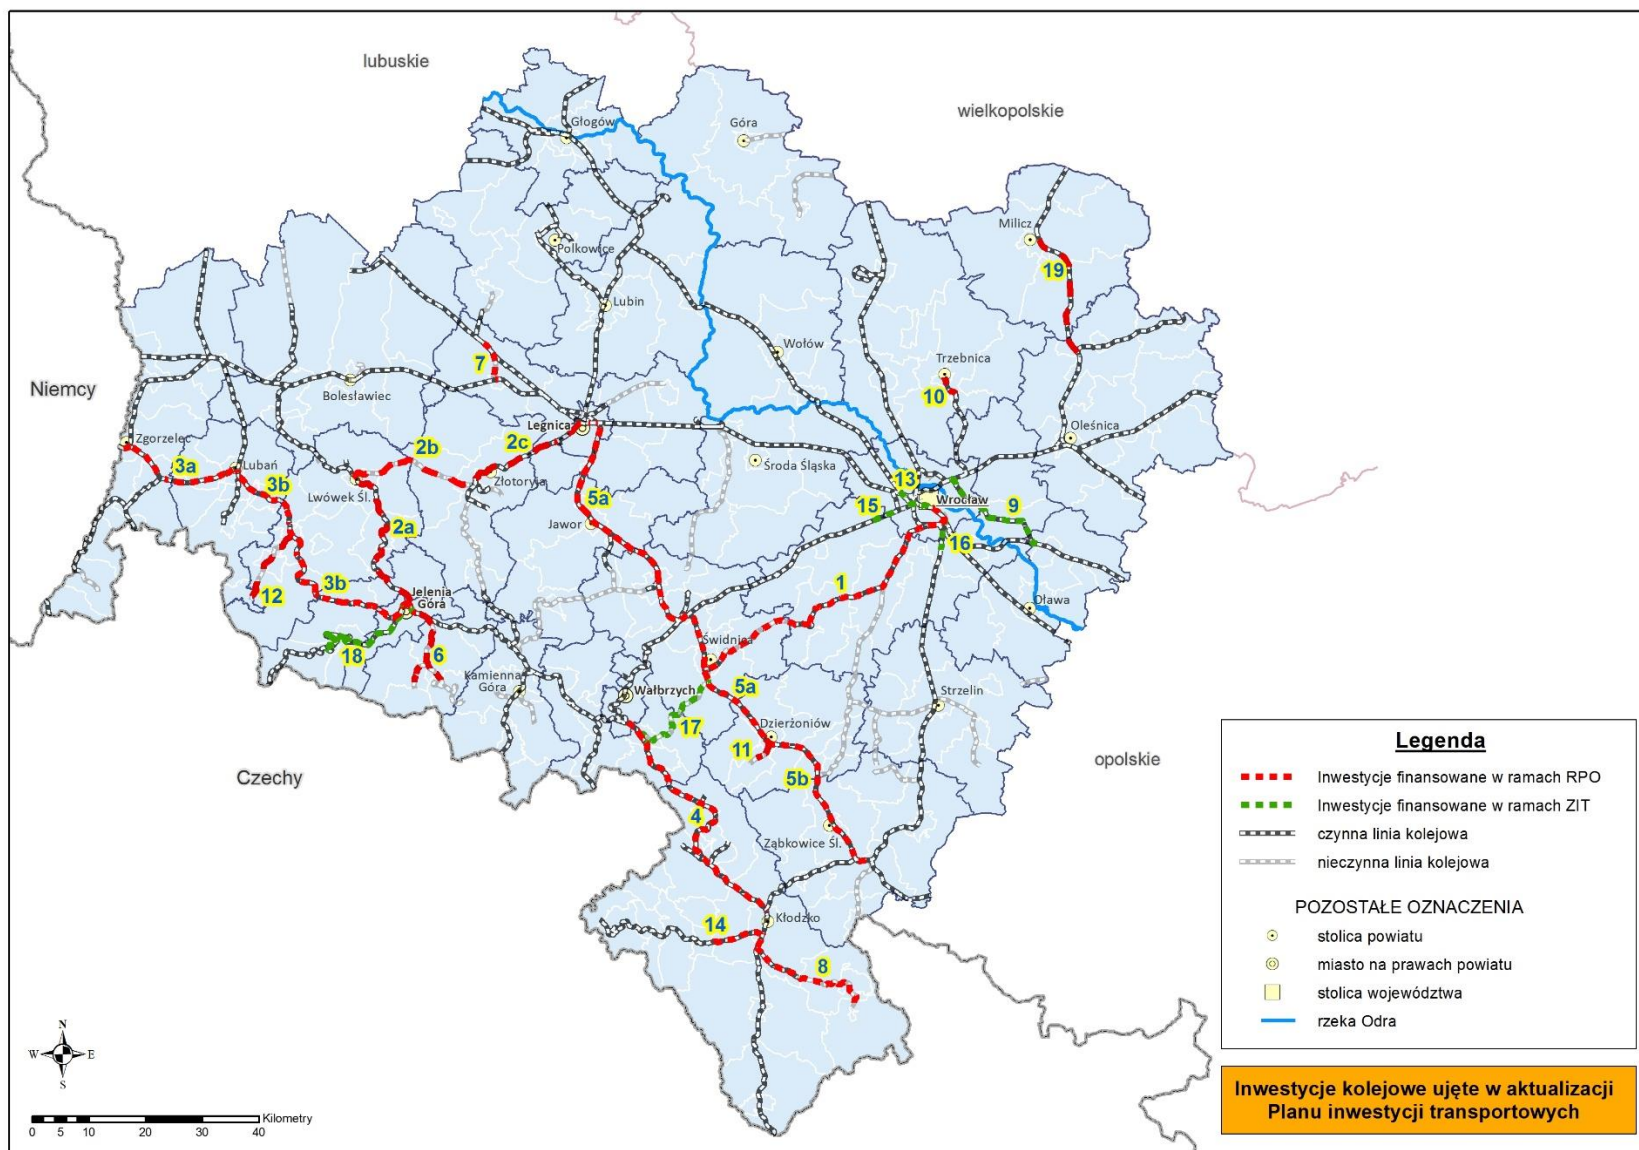 lubuskie
wielkopolskie
Głogów
Góra
Milicz
19
Polkowice
Lubin
Wołów
7
Trzebnica
10
Niemcy
Bolesławiec
Legnica
Zgorzelec
2b
2c
Oleśnica
3a
Lubań
3b
Środa Śląska
13
Lwówek Śl.
Złotoryja
5a
Wrocław
15
9
2a
Jawor
16
12
3b
1
Jelenia
Góra
Oława
18
6
Świdnica
Kamienna
Góra
Wałbrzych
5a
Strzelin
17
Dzierżoniów
11
5b
Czechy
opolskie
4
Ząbkowice Śl.
14
Kłodzko
8
Legenda
Inwestycje finansowane w ramach RPO
Inwestycje finansowane w ramach ZIT
czynna linia kolejowa
nieczynna linia kolejowa
POZOSTAŁE OZNACZENIA
stolica powiatu
miasto na prawach powiatu
stolica województwa
rzeka Odra
N
W E
S
Kilometry
0 5 10 20 30 40
Inwestycje kolejowe ujęte w aktualizacji
Planu inwestycji transportowych